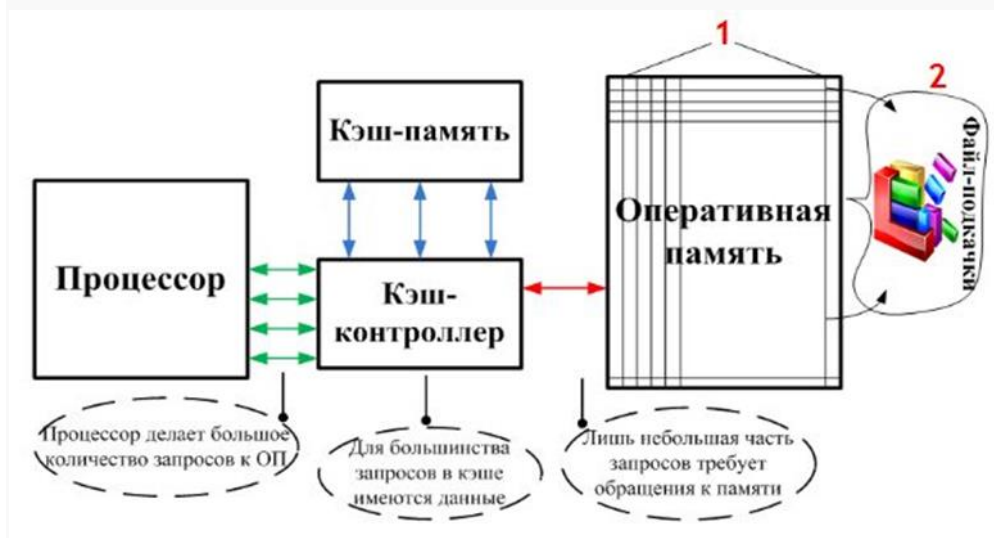 1
2
Кэш-память
Файл-подкачки
Оперативная
память
Процессор
Кэш-
контроллер
Процессор делает большое
количество запросов к ОП
Для большинства
запросов в кэше
имеются данные
Лишь небольшая часть
запросов требует
обращения к памяти